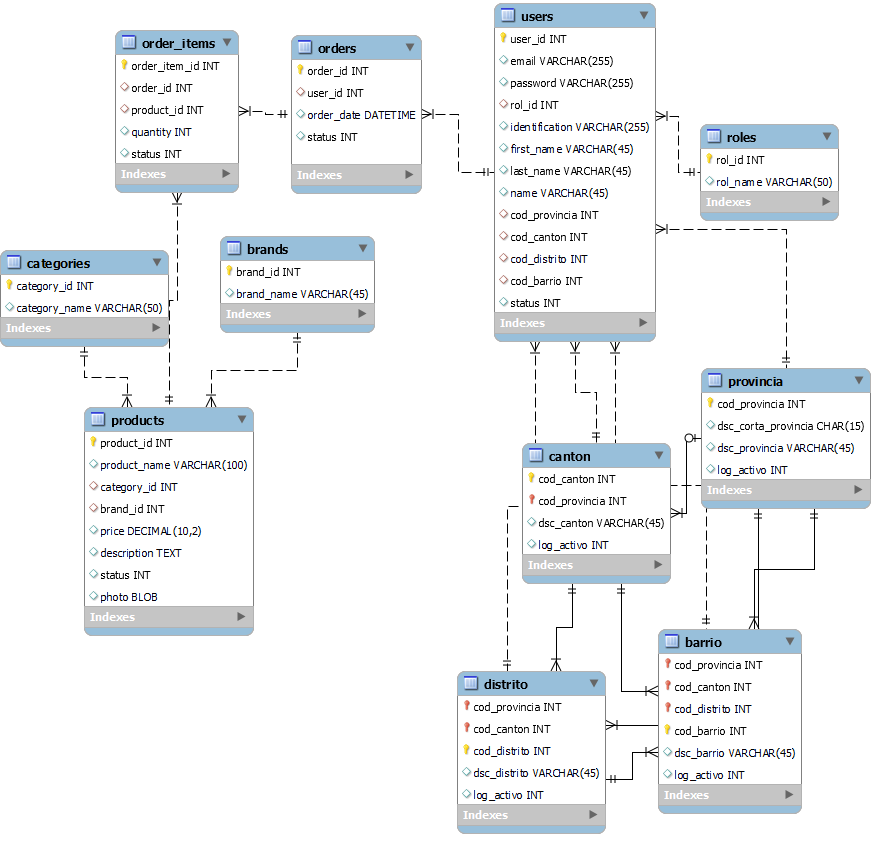 order_items
order_item_id INT
order_id INT
product_id INT
quantity INT
status INT
Indexes
orders
order_id INT
user_id INT
order_date DATETIME
status INT
Indexes
users
user_id INT
email VARCHAR(255)
password VARCHAR(255)
rol_id INT
identification VARCHAR(255)
first_name VARCHAR(45)
last_name VARCHAR(45)
name VARCHAR(45)
cod_provincia INT
cod_canton INT
cod_distrito INT
cod_barrio INT
status INT
Indexes
roles
rol_id INT
rol_name VARCHAR(50)
Indexes
categories
category_id INT
category_name VARCHAR(50)
Indexes
brands
brand_id INT
brand_name VARCHAR(45)
Indexes
products
product_id INT
product_name VARCHAR(100)
category_id INT
brand_id INT
price DECIMAL(10,2)
description TEXT
status INT
photo BLOB
Indexes
canton
cod_canton INT
cod_provincia INT
dsc_canton VARCHAR(45)
log_activo INT
Indexes
provincia
cod_provincia INT
dsc_corta_provincia CHAR(15)
dsc_provincia VARCHAR(45)
log_activo INT
Indexes
distrito
cod_provincia INT
cod_canton INT
cod_distrito INT
dsc_distrito VARCHAR(45)
log_activo INT
Indexes
barrio
cod_provincia INT
cod_canton INT
cod_distrito INT
cod_barrio INT
dsc_barrio VARCHAR(45)
log_activo INT
Indexes